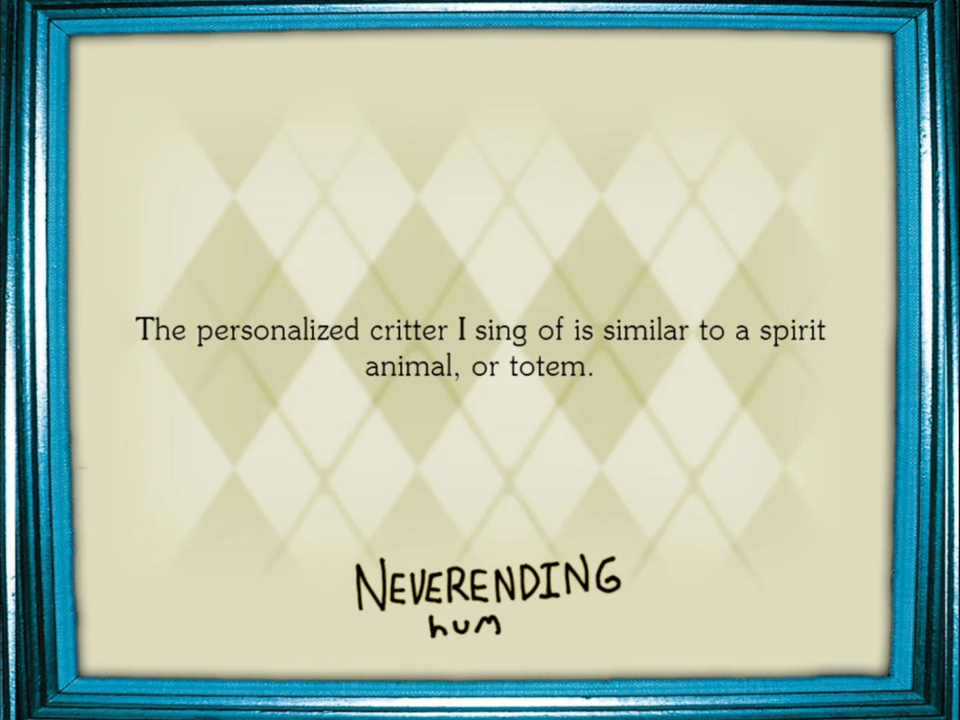 The personalized critter I sing of is similar to a spirit
animal, or totem.
NEVERENDING
hum